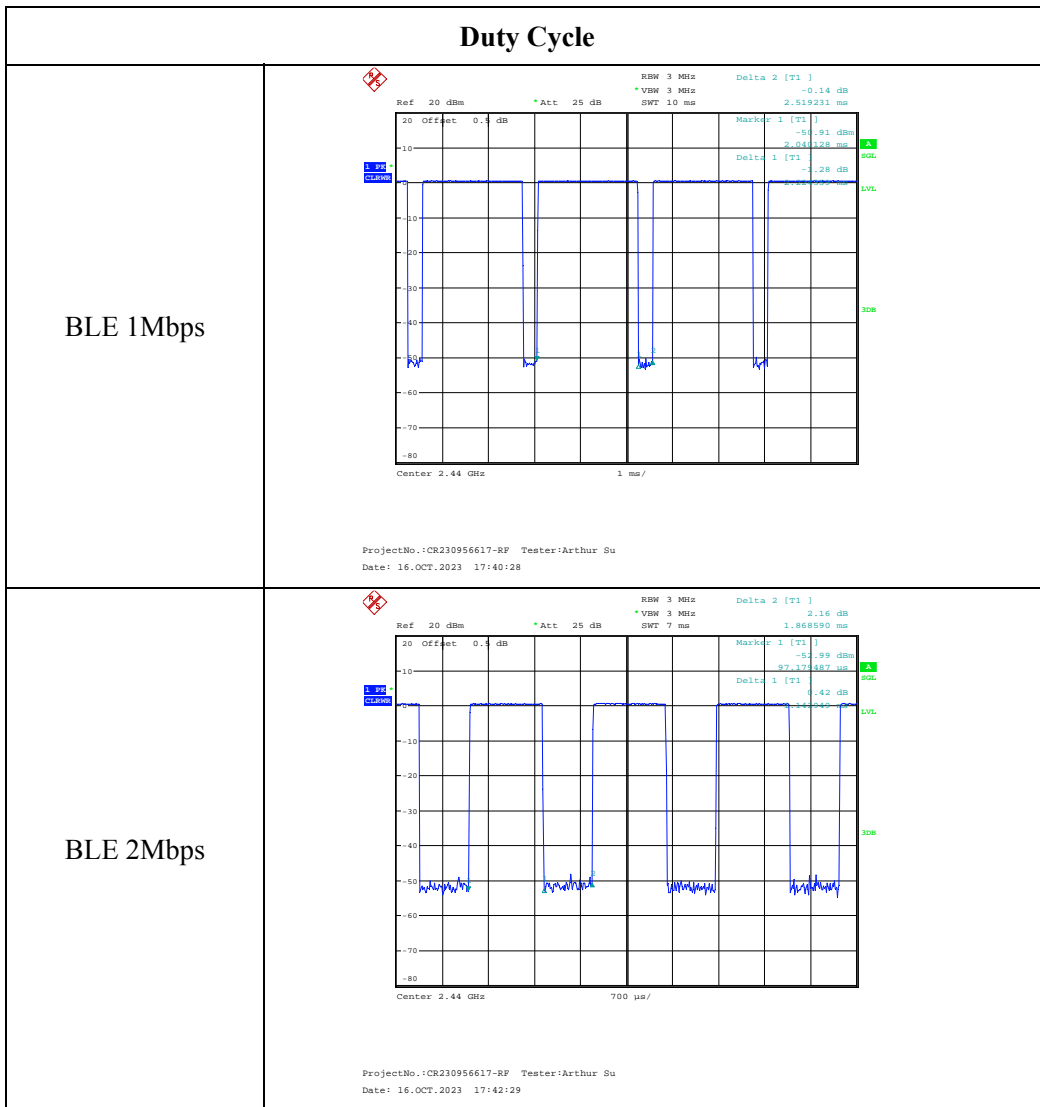 Duty Cycle
BLE 1Mbps
R S
RBW 3 MHz Delta 2 [T1 ]
*VBW 3 MHz -0.14 dB
Ref 20 dBm *Att 25 dB SWT 10 ms 2.519231 ms
20 Offset 0.5 dB Marker 1 [T1 ]
-50.91 dBm
2.040128 ms
A
10
Delta 1 [T1 ]
SGL
1 PK *
-1.28 dB
CLRWR
0
LVL
-10
-20
-30
3DB
-40
-50
1
1
2
-60
-70
-80
Center 2.44 GHz 1 ms/
ProjectNo.:CR230956617-RF Tester:Arthur Su
Date: 16.OCT.2023 17:40:28
BLE 2Mbps
R S
RBW 3 MHz Delta 2 [T1 ]
*VBW 3 MHz 2.16 dB
Ref 20 dBm *Att 25 dB SWT 7 ms 1.868590 ms
20 Offset 0.5 dB Marker 1 [T1 ]
-52.99 dBm
97.179487 µs
A
10
Delta 1 [T1 ]
SGL
1 PK *
0.42 dB
CLRWR
0
LVL
-10
-20
-30
3DB
-40
-50
2
-60
-70
-80
Center 2.44 GHz 700 µs/
ProjectNo.:CR230956617-RF Tester:Arthur Su
Date: 16.OCT.2023 17:42:29